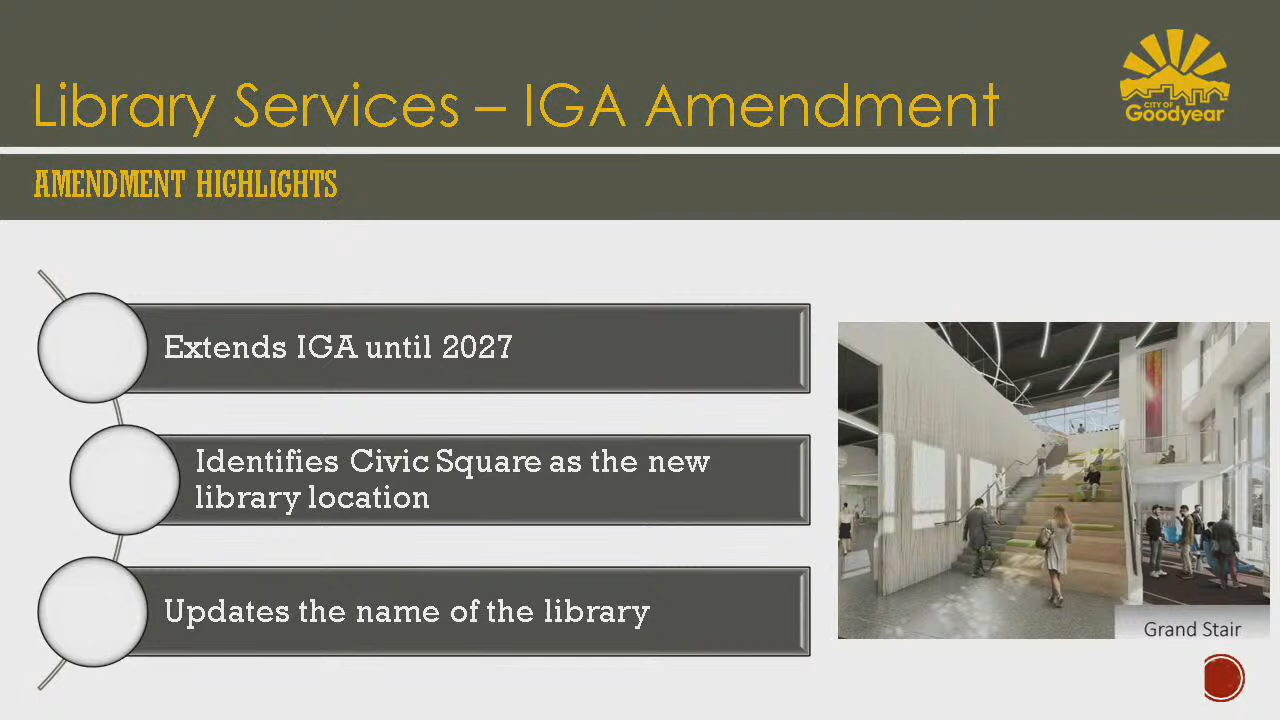 Library Services – IGA Amendment
CITY OF
Goodyear
AMENDMENT HIGHLIGHTS
Extends IGA until 2027
Identifies Civic Square as the new
library location
Updates the name of the library
Grand Stair